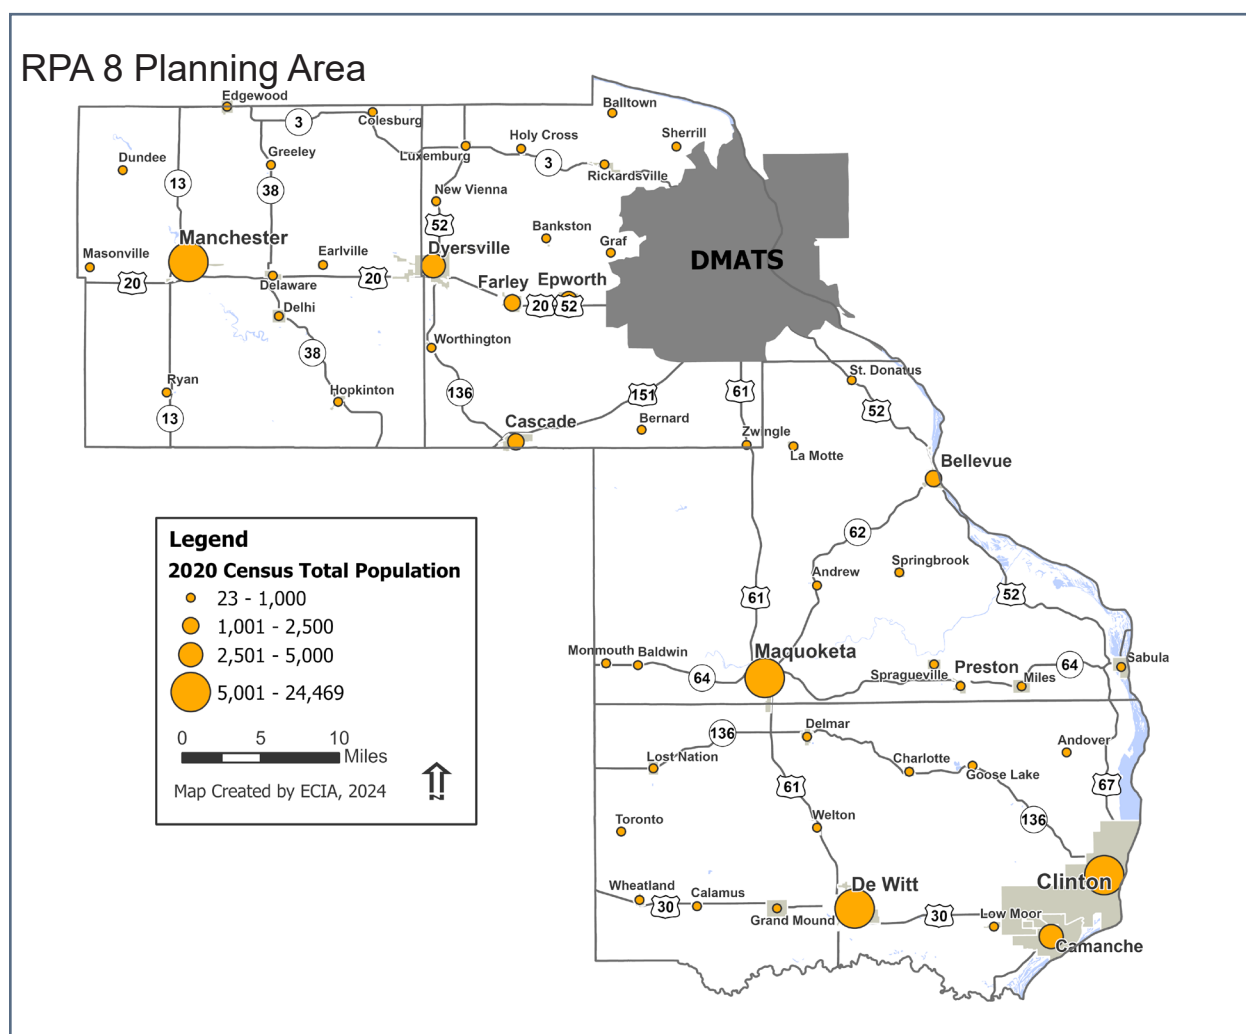 RPA 8 Planning Area
Edgewood
Balltown
3
Colesburg
Sherrill
Holy Cross
Dundee
Greeley
Luxemburg
3
Rickardsville
13
38
New Vienna
52
Bankston
Manchester
Graf
Dyersville
Masonville
Earlville
DMATS
20
Delaware
20
Farley
Epworth
20
52
Delhi
38
Worthington
Ryan
Hopkinton
136
151
61
St. Donatus
13
52
Cascade
Bernard
Zwingle
La Motte
Bellevue
62
Andrew
Springbrook
61
52
Monmouth
Baldwin
Maquoketa
64
Spragueville
Preston
Miles
64
Sabula
136
Delmar
Lost Nation
Charlotte
Goose Lake
Andover
61
67
Toronto
Welton
136
Wheatland
30
Calamus
Grand Mound
De Witt
30
Low Moor
Clinton
Camanche
Legend
2020 Census Total Population
23 - 1,000
1,001 - 2,500
2,501 - 5,000
5,001 - 24,469
0 5 10
Miles
Map Created by ECIA, 2024
N